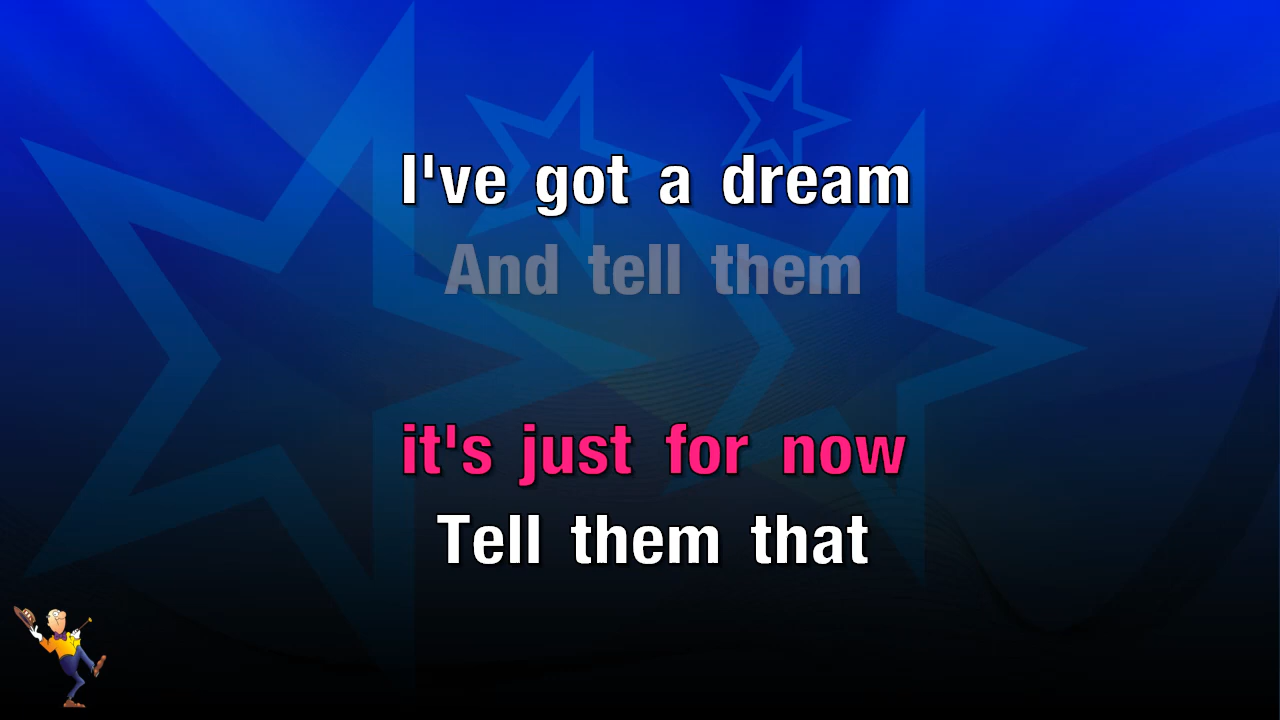 I've got a dream
And tell them
it's just for now
Tell them that